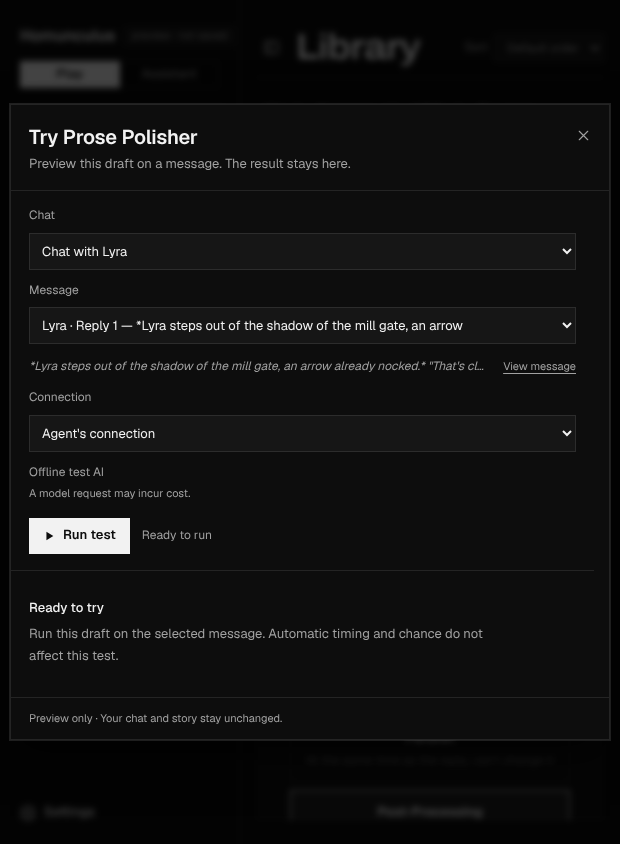 Library
Try Prose Polisher
Preview this draft on a message. The result stays here.
Chat
Chat with Lyra
Message
Lyra · Reply 1 — *Lyra steps out of the shadow of the mill gate, an arrow
*Lyra steps out of the shadow of the mill gate, an arrow already nocked.* "That's cl...
View message
Connection
Agent's connection
Offline test AI
A model request may incur cost.
Run test
Ready to run
Ready to try
Run this draft on the selected message. Automatic timing and chance do not
affect this test.
Preview only · Your chat and story stay unchanged.
Settings
Post-Processing